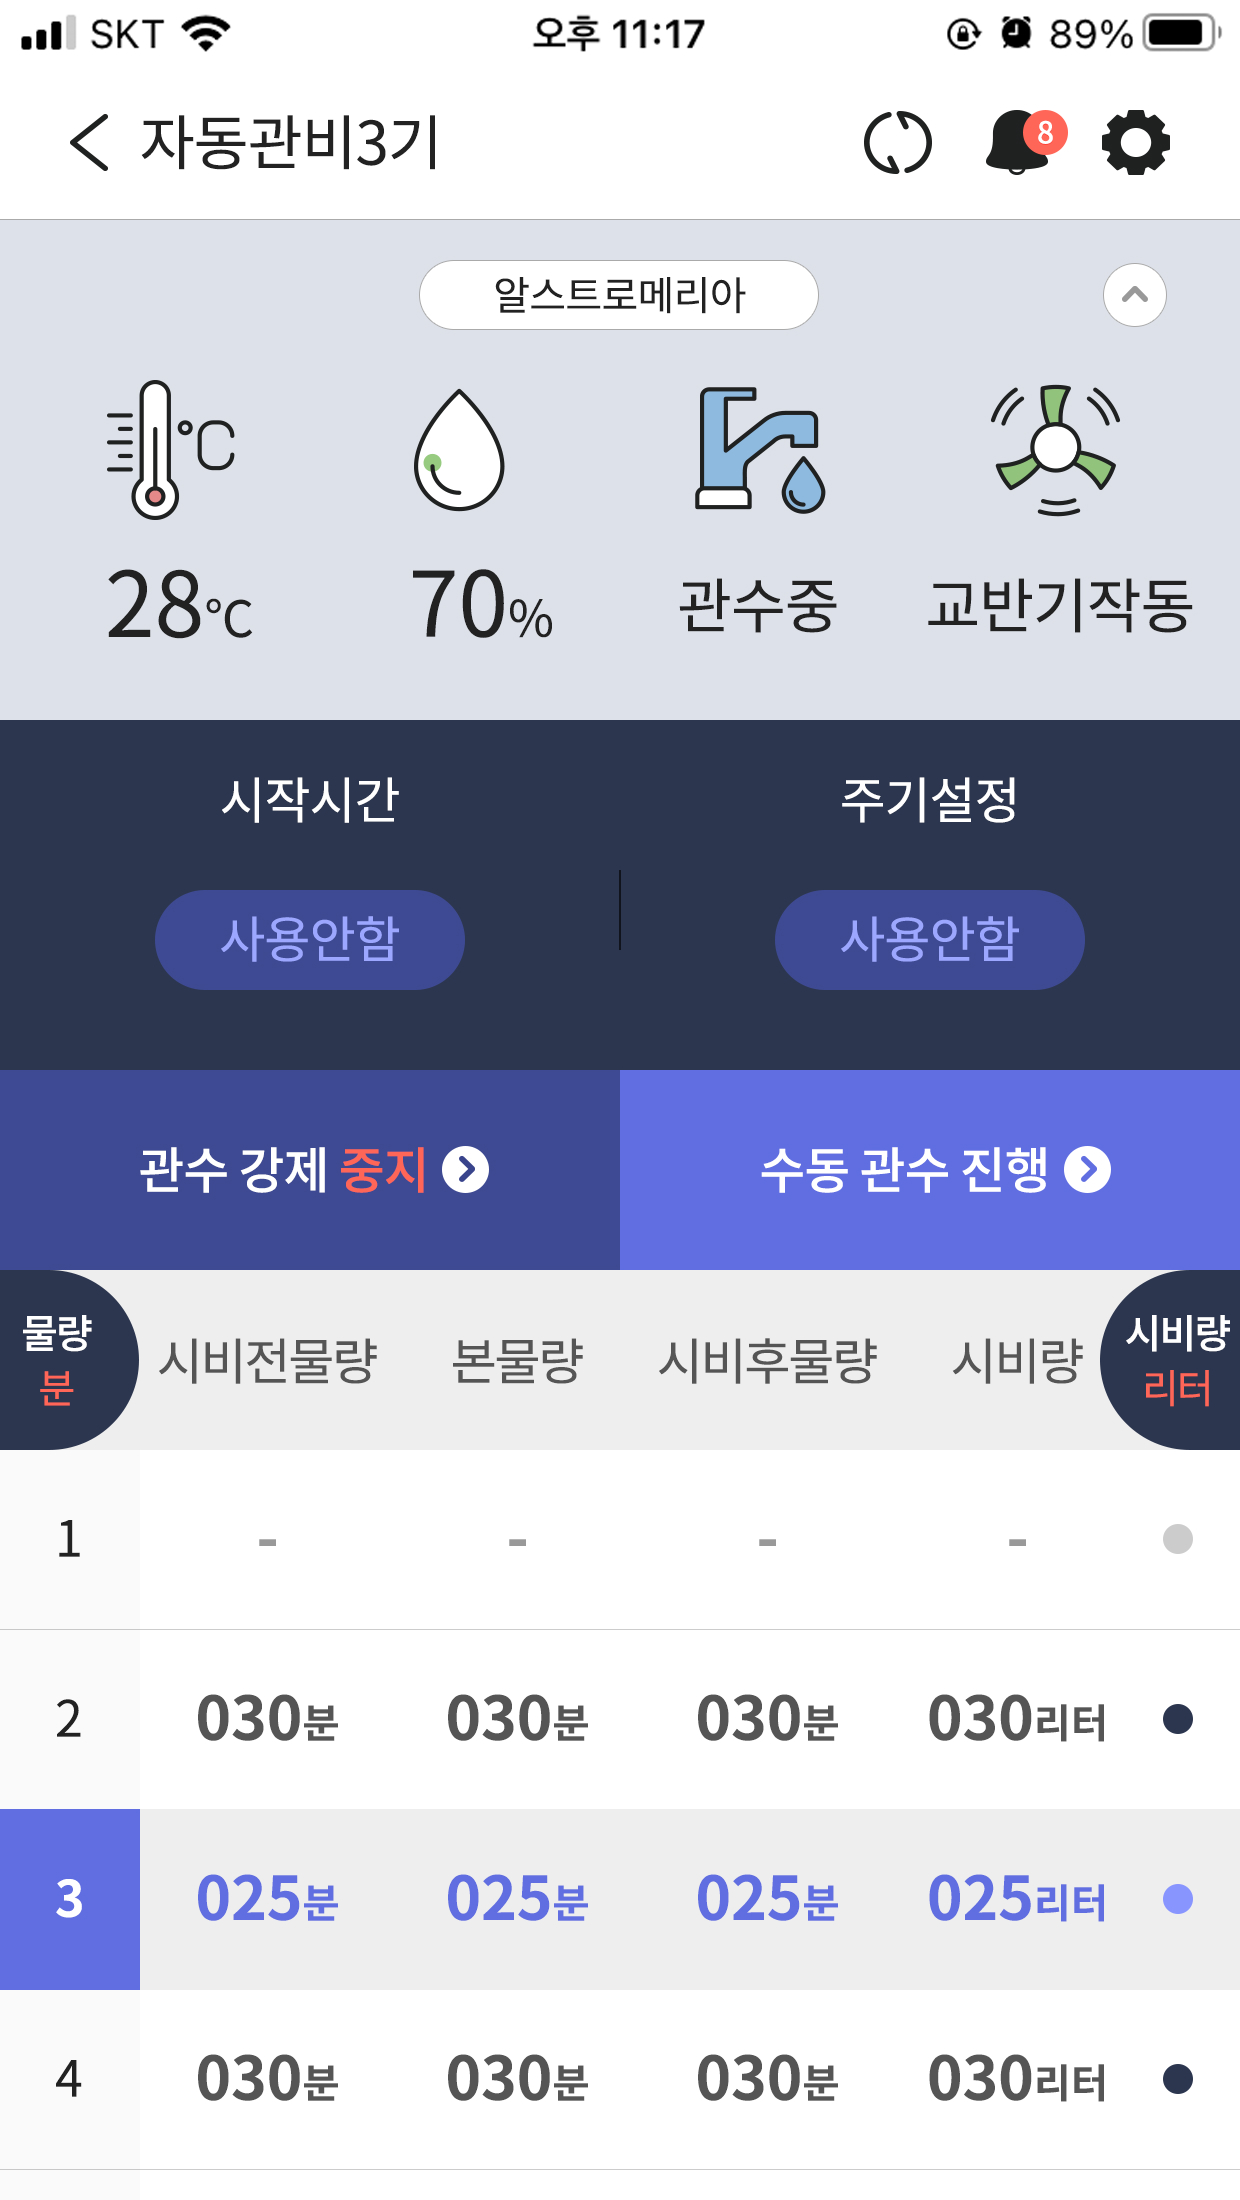 SKT 오후 11:17 89%
자동관비3기 8
알스트로메리아
°C
28°C 70% 관수중 교반기작동
시작시간 주기설정
사용안함 사용안함
관수 강제 중지 수동 관수 진행
물량 분 시비전물량 본물량 시비후물량 시비량 시비량 리터
1 - - - -
2 030분 030분 030분 030리터
3 025분 025분 025분 025리터
4 030분 030분 030분 030리터